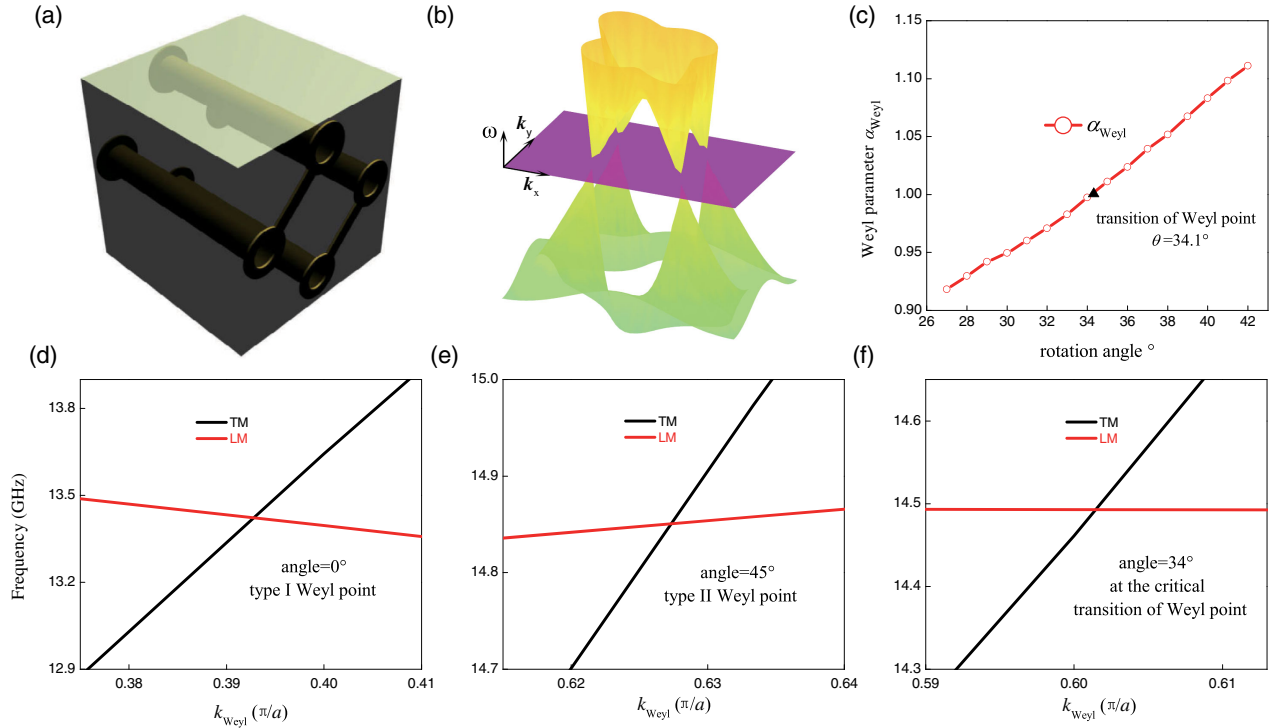 (a)
(b)
ω
k_y
k_x
(c)
1.15
1.10
1.05
1.00
0.95
0.90
Weyl parameter α_Weyl
α_Weyl
transition of Weyl point
θ=34.1°
26 28 30 32 34 36 38 40 42
rotation angle °
(d)
13.8
13.5
13.2
12.9
Frequency (GHz)
TM
LM
angle=0°
type I Weyl point
0.38 0.39 0.40 0.41
k_Weyl (π/a)
(e)
15.0
14.9
14.8
14.7
TM
LM
angle=45°
type II Weyl point
0.62 0.63 0.64
k_Weyl (π/a)
(f)
14.6
14.5
14.4
14.3
TM
LM
angle=34°
at the critical
transition of Weyl point
0.59 0.60 0.61
k_Weyl (π/a)